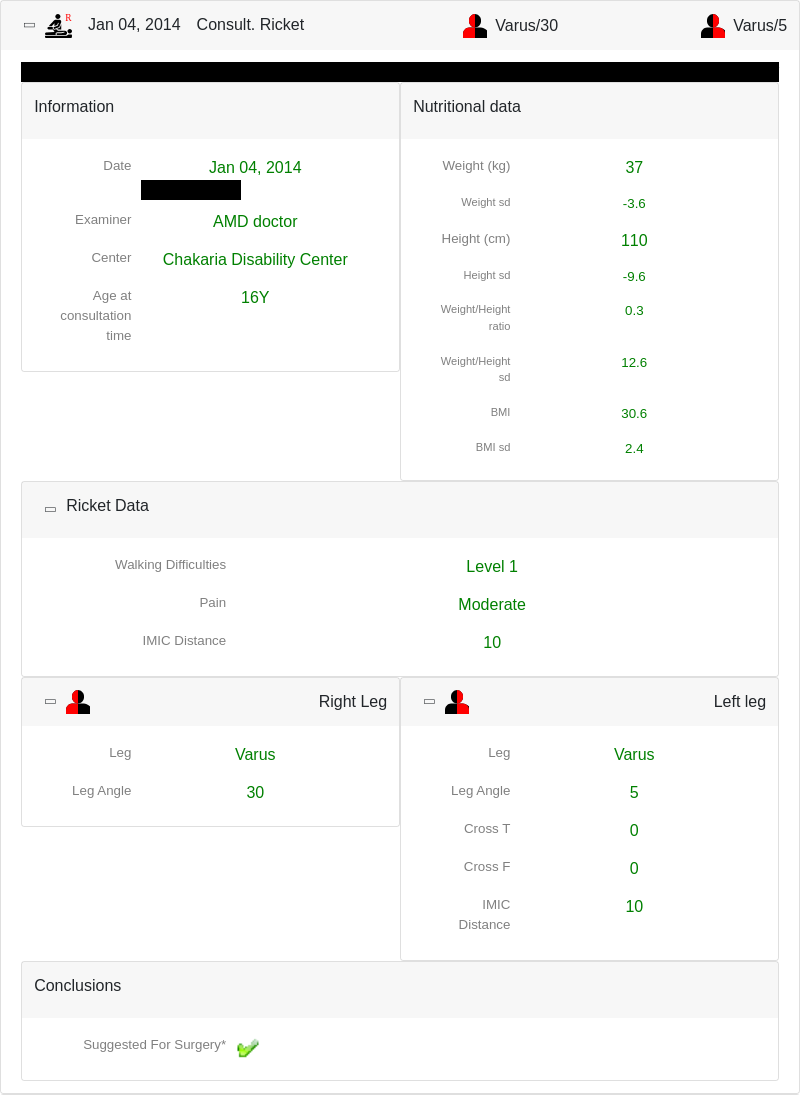 R Jan 04, 2014 Consult. Ricket Varus/30 Varus/5
Information
Date Jan 04, 2014
Examiner AMD doctor
Center Chakaria Disability Center
Age at consultation time 16Y
Nutritional data
Weight (kg) 37
Weight sd -3.6
Height (cm) 110
Height sd -9.6
Weight/Height ratio 0.3
Weight/Height sd 12.6
BMI 30.6
BMI sd 2.4
Ricket Data
Walking Difficulties Level 1
Pain Moderate
IMIC Distance 10
Right Leg
Leg Varus
Leg Angle 30
Left leg
Leg Varus
Leg Angle 5
Cross T 0
Cross F 0
IMIC Distance 10
Conclusions
Suggested For Surgery*